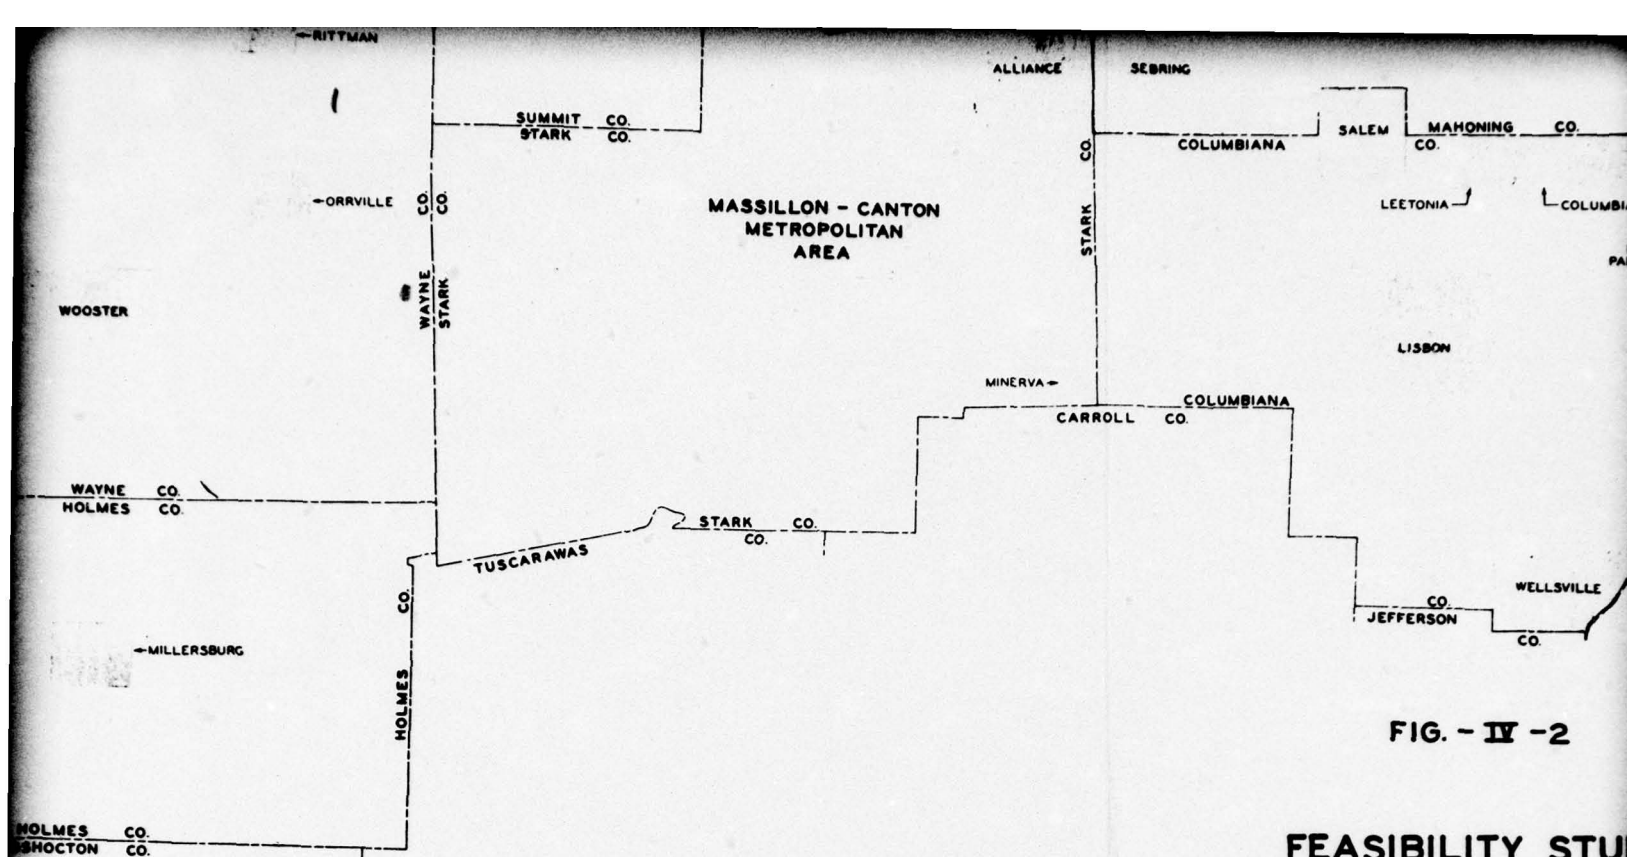 ←RITTMAN
ALLIANCE
SEBRING
SUMMIT CO.
STARK CO.
SALEM
MAHONING CO.
COLUMBIANA CO.
STARK CO.
←ORRVILLE
WAYNE CO.
STARK CO.
MASSILLON - CANTON
METROPOLITAN
AREA
LEETONIA
WOOSTER
LISBON
MINERVA→
COLUMBIANA
CARROLL CO.
WAYNE CO.
HOLMES CO.
STARK CO.
TUSCARAWAS CO.
WELLSVILLE
CO.
JEFFERSON
CO.
HOLMES CO.
←MILLERSBURG
FIG. - IV - 2
HOLMES CO.
CO.
FEASIBILITY